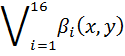 ⋁_{i=1}^{16} β_i(x, y)